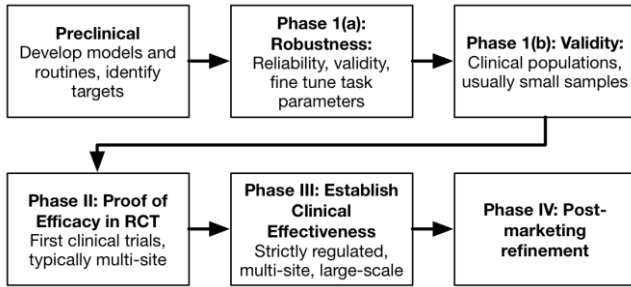 Preclinical
Develop models and
routines, identify
targets
Phase 1(a):
Robustness:
Reliability, validity,
fine tune task
parameters
Phase 1(b): Validity:
Clinical populations,
usually small samples
Phase II: Proof of
Efficacy in RCT
First clinical trials,
typically multi-site
Phase III: Establish
Clinical
Effectiveness
Strictly regulated,
multi-site, large-scale
Phase IV: Post-
marketing
refinement